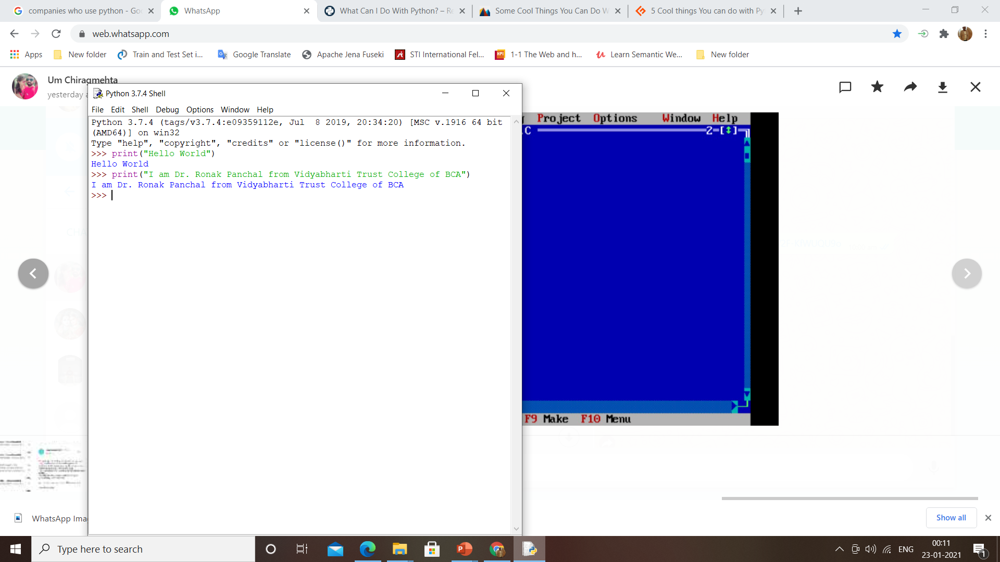 companies who use python - Goo
WhatsApp
What Can I Do With Python? – Re
Some Cool Things You Can Do W
5 Cool things You can do with Py
web.whatsapp.com
Apps
New folder
Train and Test Set i...
Google Translate
Apache Jena Fuseki
STI International Fel...
1-1 The Web and h...
Learn Semantic We...
New folder
Um Chiragmehta
yesterday a
Python 3.7.4 Shell
File Edit Shell Debug Options Window Help
Python 3.7.4 (tags/v3.7.4:e09359112e, Jul  8 2019, 20:34:20) [MSC v.1916 64 bit
(AMD64)] on win32
Type "help", "copyright", "credits" or "license()" for more information.
>>> print("Hello World")
Hello World
>>> print("I am Dr. Ronak Panchal from Vidyabharti Trust College of BCA")
I am Dr. Ronak Panchal from Vidyabharti Trust College of BCA
>>>
Project Options Window Help
C 2=[↕]
F9 Make F10 Menu
WhatsApp Ima
Show all
Type here to search
ENG
00:11
23-01-2021
1